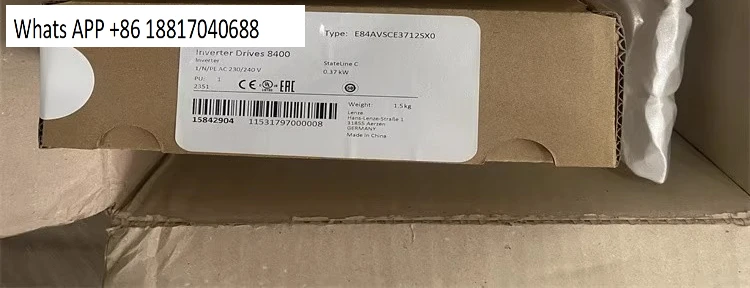 Whats APP +86 18817040688
Type: E84AVSCE3712SX0
Inverter Drives 8400
Inverter
StateLine C
1/N/PE AC 230/240 V
0.37 kW
PU: 1
2351
CE
EAC
15842904
11531797000008
Weight: 1.5 kg
Lenze
Hans-Lenze-Straße 1
31855 Aerzen
GERMANY
Made in China